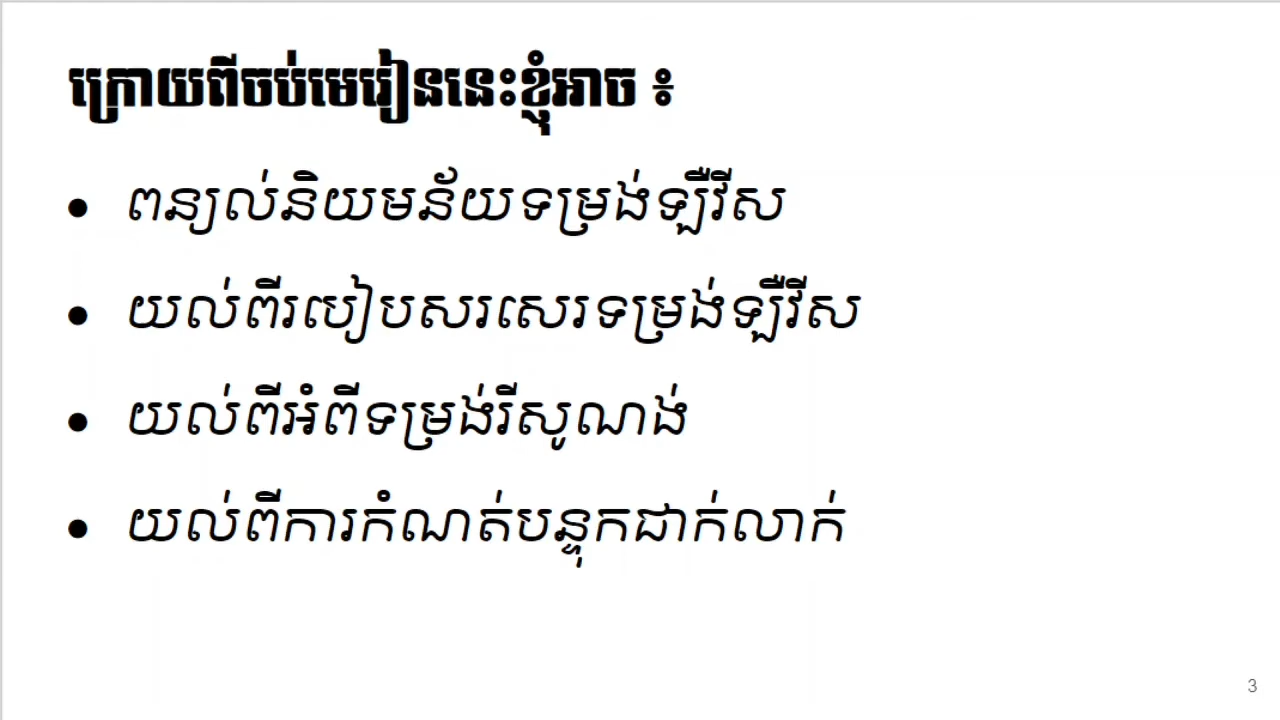 ក្រោយពីចប់មេរៀននេះខ្ញុំអាច ៖
● ពន្យល់និយមន័យទម្រង់ឡឺវីស
● យល់ពីរបៀបសរសេរទម្រង់ឡឺវីស
● យល់ពីអំពីទម្រង់រីសូណង់
● យល់ពីការកំណត់បន្ទុកដាក់លាក់
3